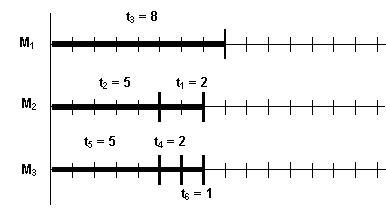 t₃ = 8
M₁
t₂ = 5 t₁ = 2
M₂
t₅ = 5 t₄ = 2
M₃
t₆ = 1